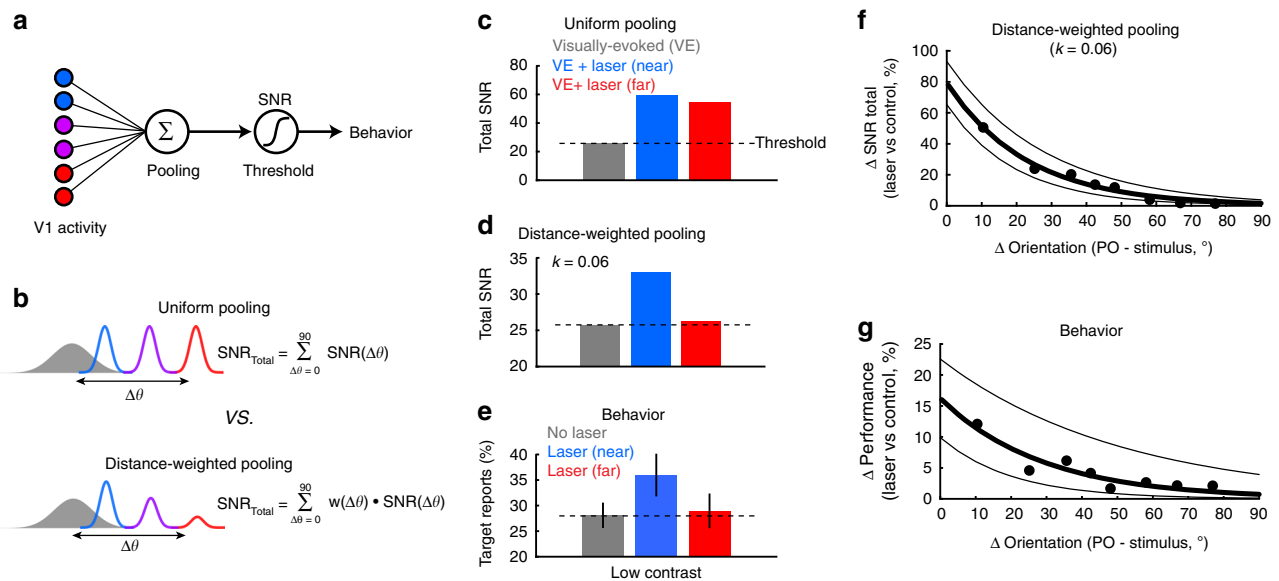 a
SNR
Σ
Behavior
Pooling
Threshold
V1 activity
b
Uniform pooling
SNRTotal = Σ SNR(Δθ)
90
Δθ = 0
Δθ
VS.
Distance-weighted pooling
SNRTotal = Σ w(Δθ) • SNR(Δθ)
90
Δθ = 0
Δθ
c
Uniform pooling
Visually-evoked (VE)
VE + laser (near)
VE+ laser (far)
Total SNR
80
60
40
20
0
Threshold
d
Distance-weighted pooling
k = 0.06
Total SNR
35
30
25
20
e
Behavior
No laser
Laser (near)
Laser (far)
Target reports (%)
40
35
30
25
20
Low contrast
f
Distance-weighted pooling
(k = 0.06)
Δ SNR total
(laser vs control, %)
100
80
60
40
20
0
0 10 20 30 40 50 60 70 80 90
Δ Orientation (PO - stimulus, °)
g
Behavior
Δ Performance
(laser vs control, %)
25
20
15
10
5
0
0 10 20 30 40 50 60 70 80 90
Δ Orientation (PO - stimulus, °)